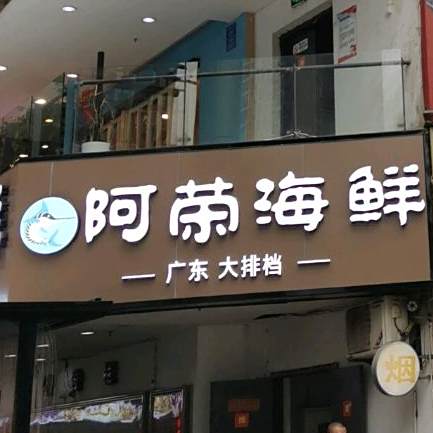 阿荣海鲜
广东 大排档
烟